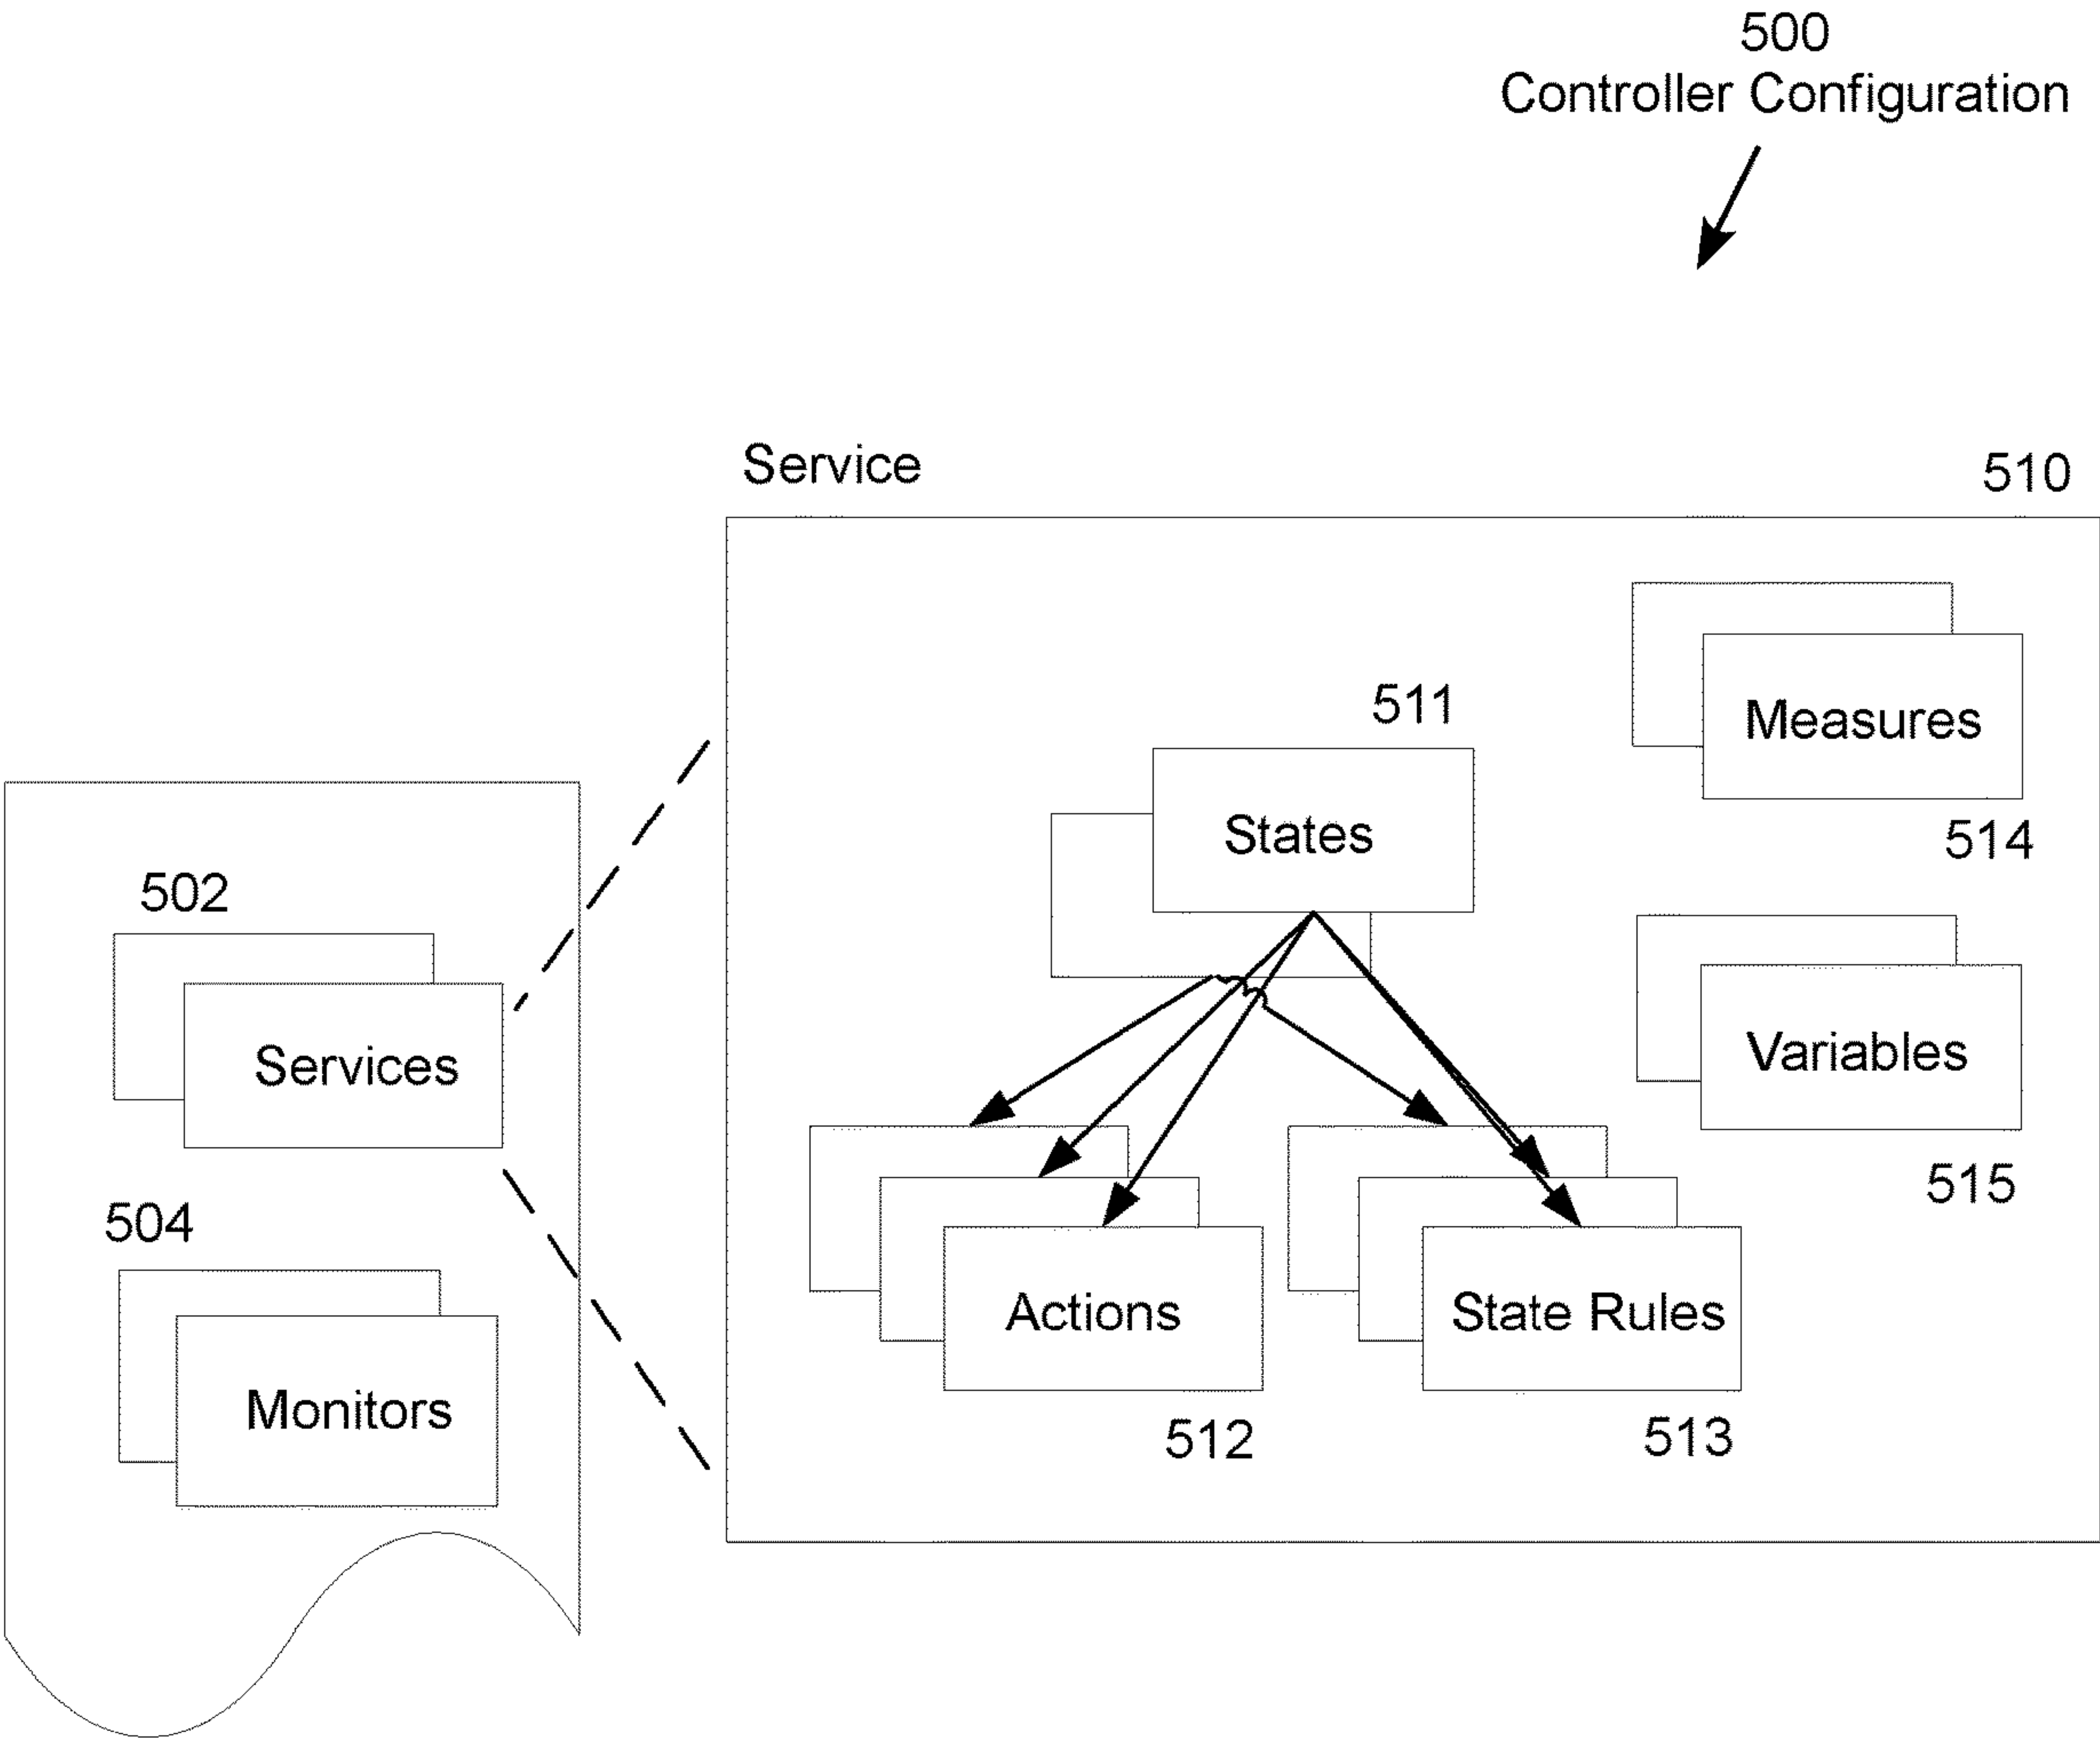 500
Controller Configuration
Service
510
Measures
514
511
States
Variables
515
502
Services
504
Monitors
Actions
512
State Rules
513